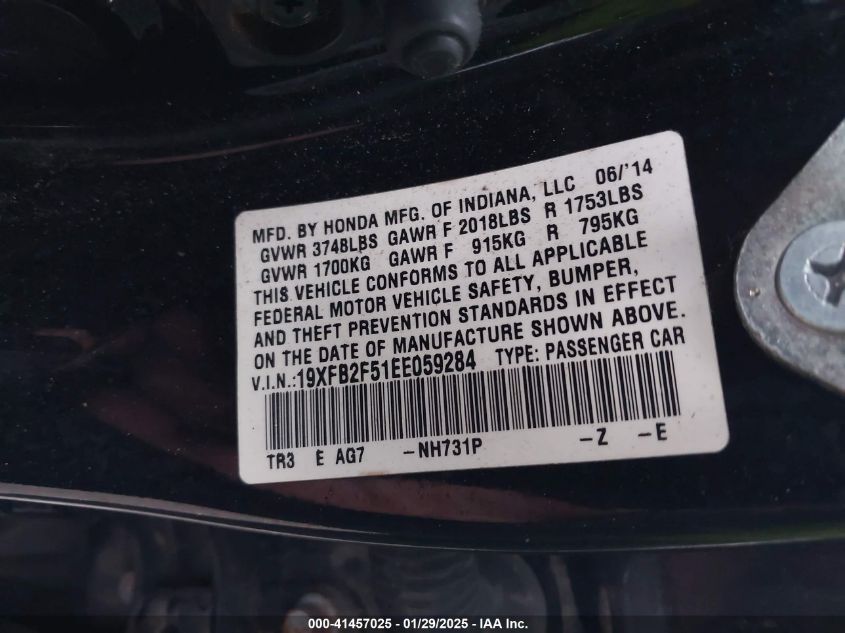 MFD. BY HONDA MFG. OF INDIANA, LLC 06/'14
GVWR 3748LBS GAWR F 2018LBS R 1753LBS
GVWR 1700KG GAWR F 915KG R 795KG
THIS VEHICLE CONFORMS TO ALL APPLICABLE
FEDERAL MOTOR VEHICLE SAFETY, BUMPER,
AND THEFT PREVENTION STANDARDS IN EFFECT
ON THE DATE OF MANUFACTURE SHOWN ABOVE.
V.I.N.:19XFB2F51EE059284 TYPE: PASSENGER CAR
TR3 E AG7 -NH731P -Z -E
000-41457025 - 01/29/2025 - IAA Inc.